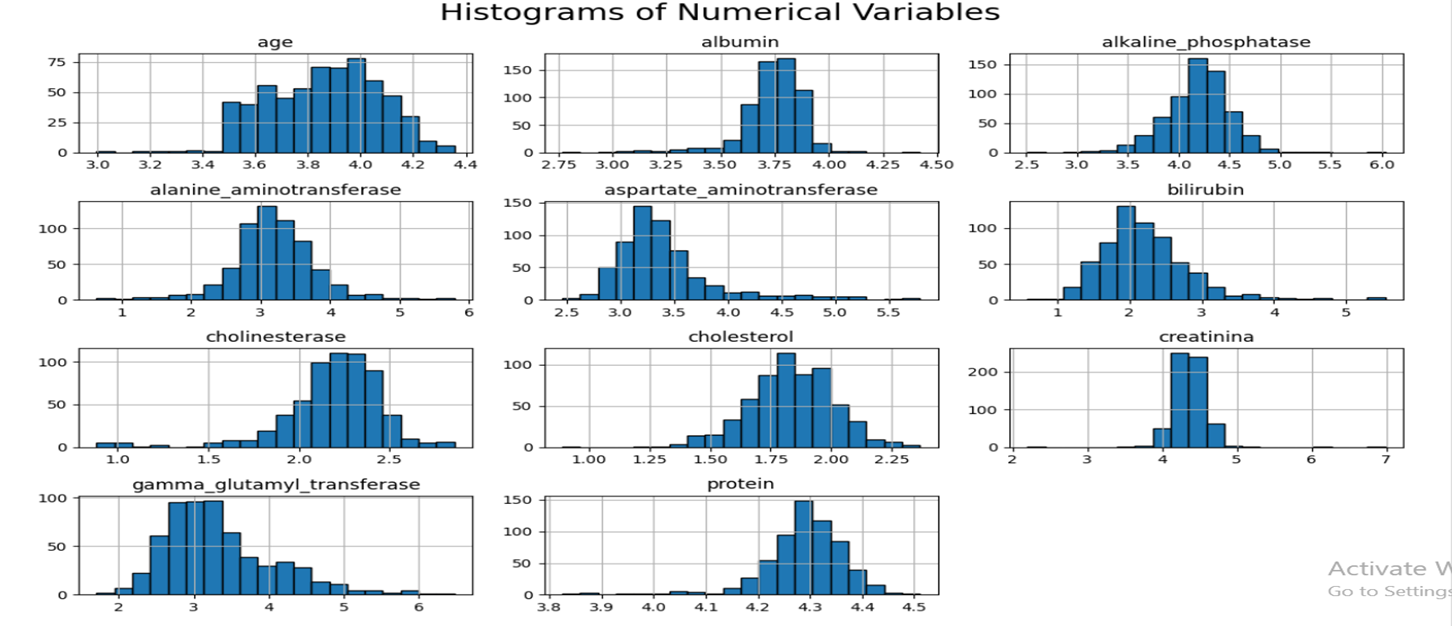 Histograms of Numerical Variables
age albumin alkaline_phosphatase
75 50 25 0
3.0 3.2 3.4 3.6 3.8 4.0 4.2 4.4
150 100 50 0
2.75 3.00 3.25 3.50 3.75 4.00 4.25 4.50
150 100 50 0
2.5 3.0 3.5 4.0 4.5 5.0 5.5 6.0
alanine_aminotransferase aspartate_aminotransferase bilirubin
100 50 0
1 2 3 4 5 6
150 100 50 0
2.5 3.0 3.5 4.0 4.5 5.0 5.5
100 50 0
1 2 3 4 5
cholinesterase cholesterol creatinina
100 50 0
1.0 1.5 2.0 2.5
100 50 0
1.00 1.25 1.50 1.75 2.00 2.25
200 100 0
2 3 4 5 6 7
gamma_glutamyl_transferase protein
100 50 0
2 3 4 5 6
150 100 50 0
3.8 3.9 4.0 4.1 4.2 4.3 4.4 4.5
Activate W
Go to Settings